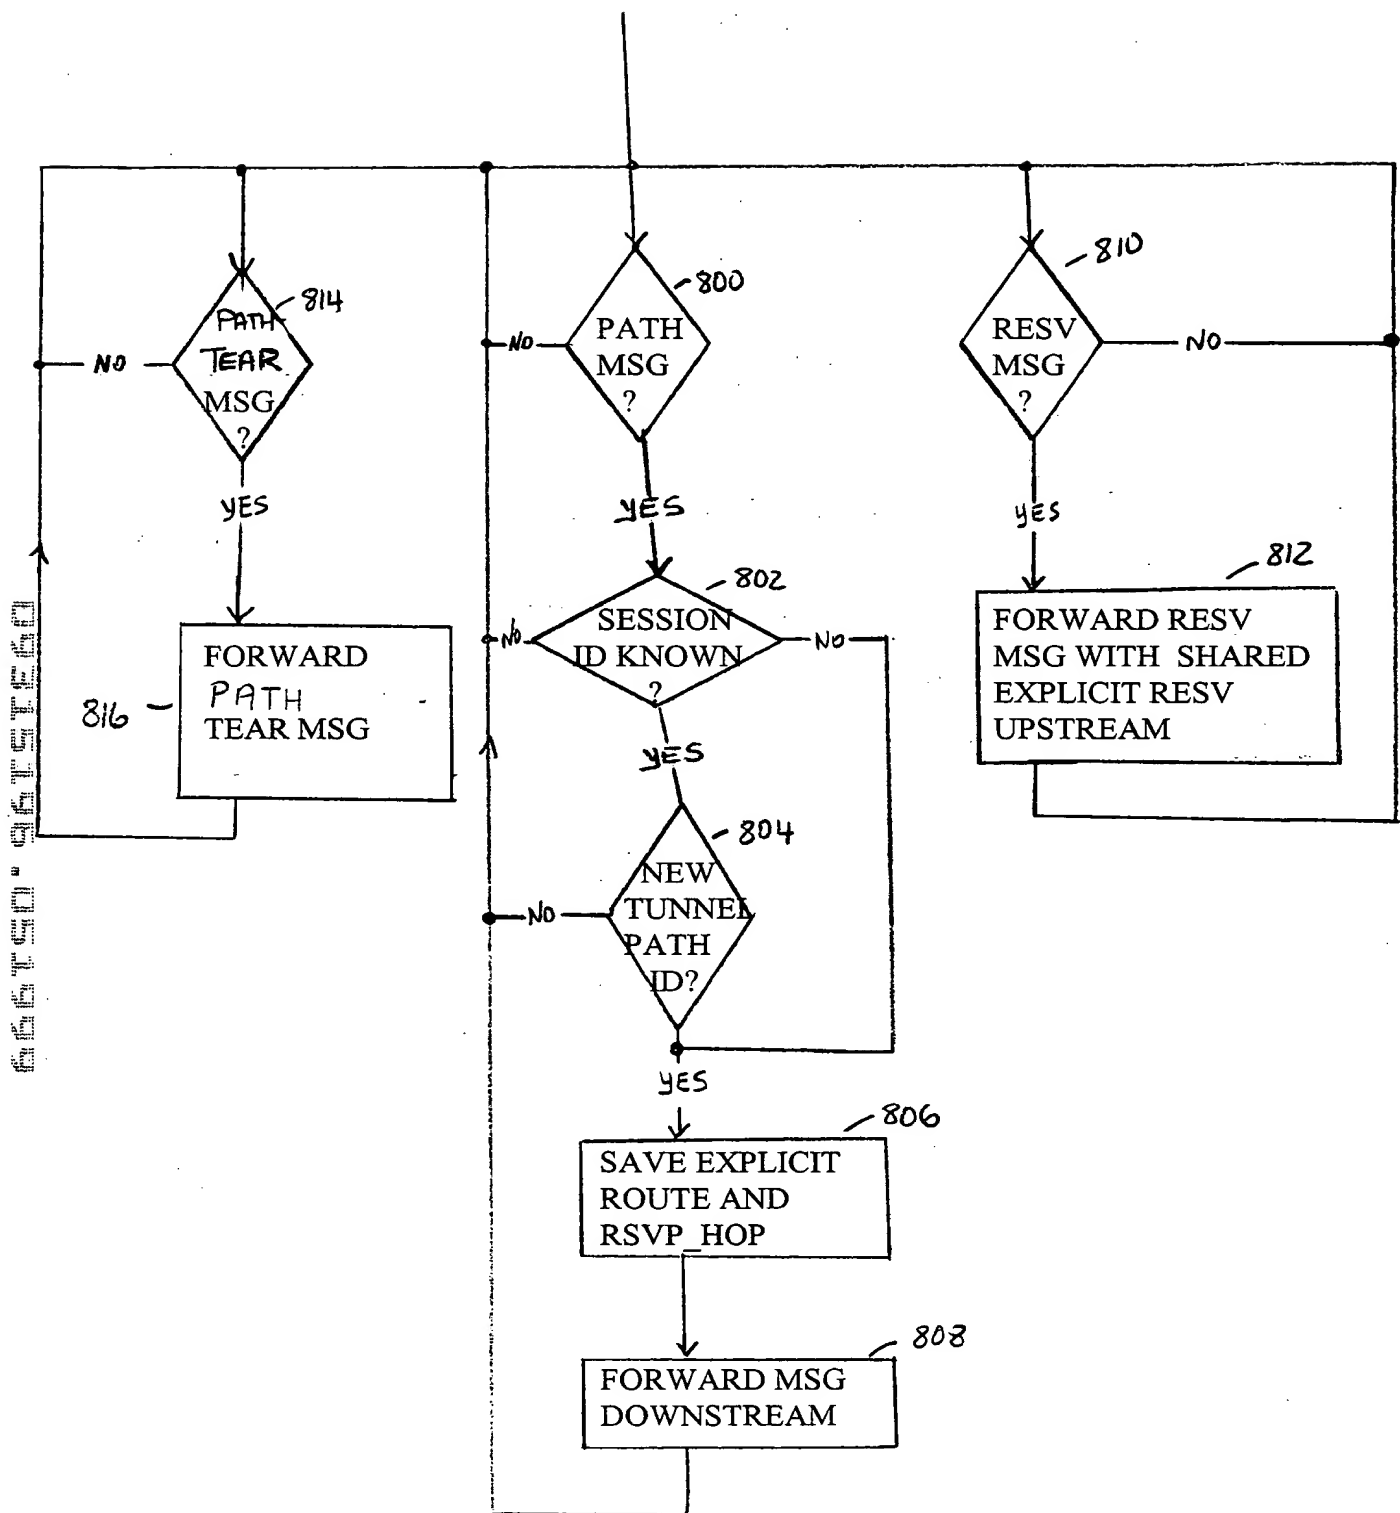 814
PATH
TEAR
MSG
?
NO
YES
816
FORWARD
PATH
TEAR MSG
800
PATH
MSG
?
NO
YES
802
SESSION
ID KNOWN
?
NO
NO
YES
804
NEW
TUNNEL
PATH
ID?
NO
YES
806
SAVE EXPLICIT
ROUTE AND
RSVP_HOP
808
FORWARD MSG
DOWNSTREAM
810
RESV
MSG
?
NO
YES
812
FORWARD RESV
MSG WITH SHARED
EXPLICIT RESV
UPSTREAM